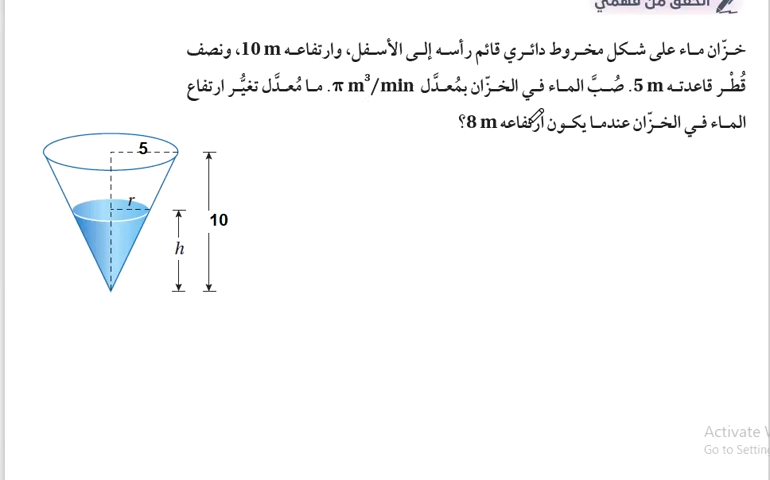 خزّان ماء على شكل مخروط دائري قائم رأسه إلى الأسفل، وارتفاعه 10 m، ونصف
قُطْر قاعدته 5 m. صُبَّ الماء في الخزّان بمُعدَّل π m³/min. ما مُعدَّل تغيُّر ارتفاع
الماء في الخزّان عندما يكون ارتفاعه 8 m؟
5
r
10
h
Activate
Go to Settin